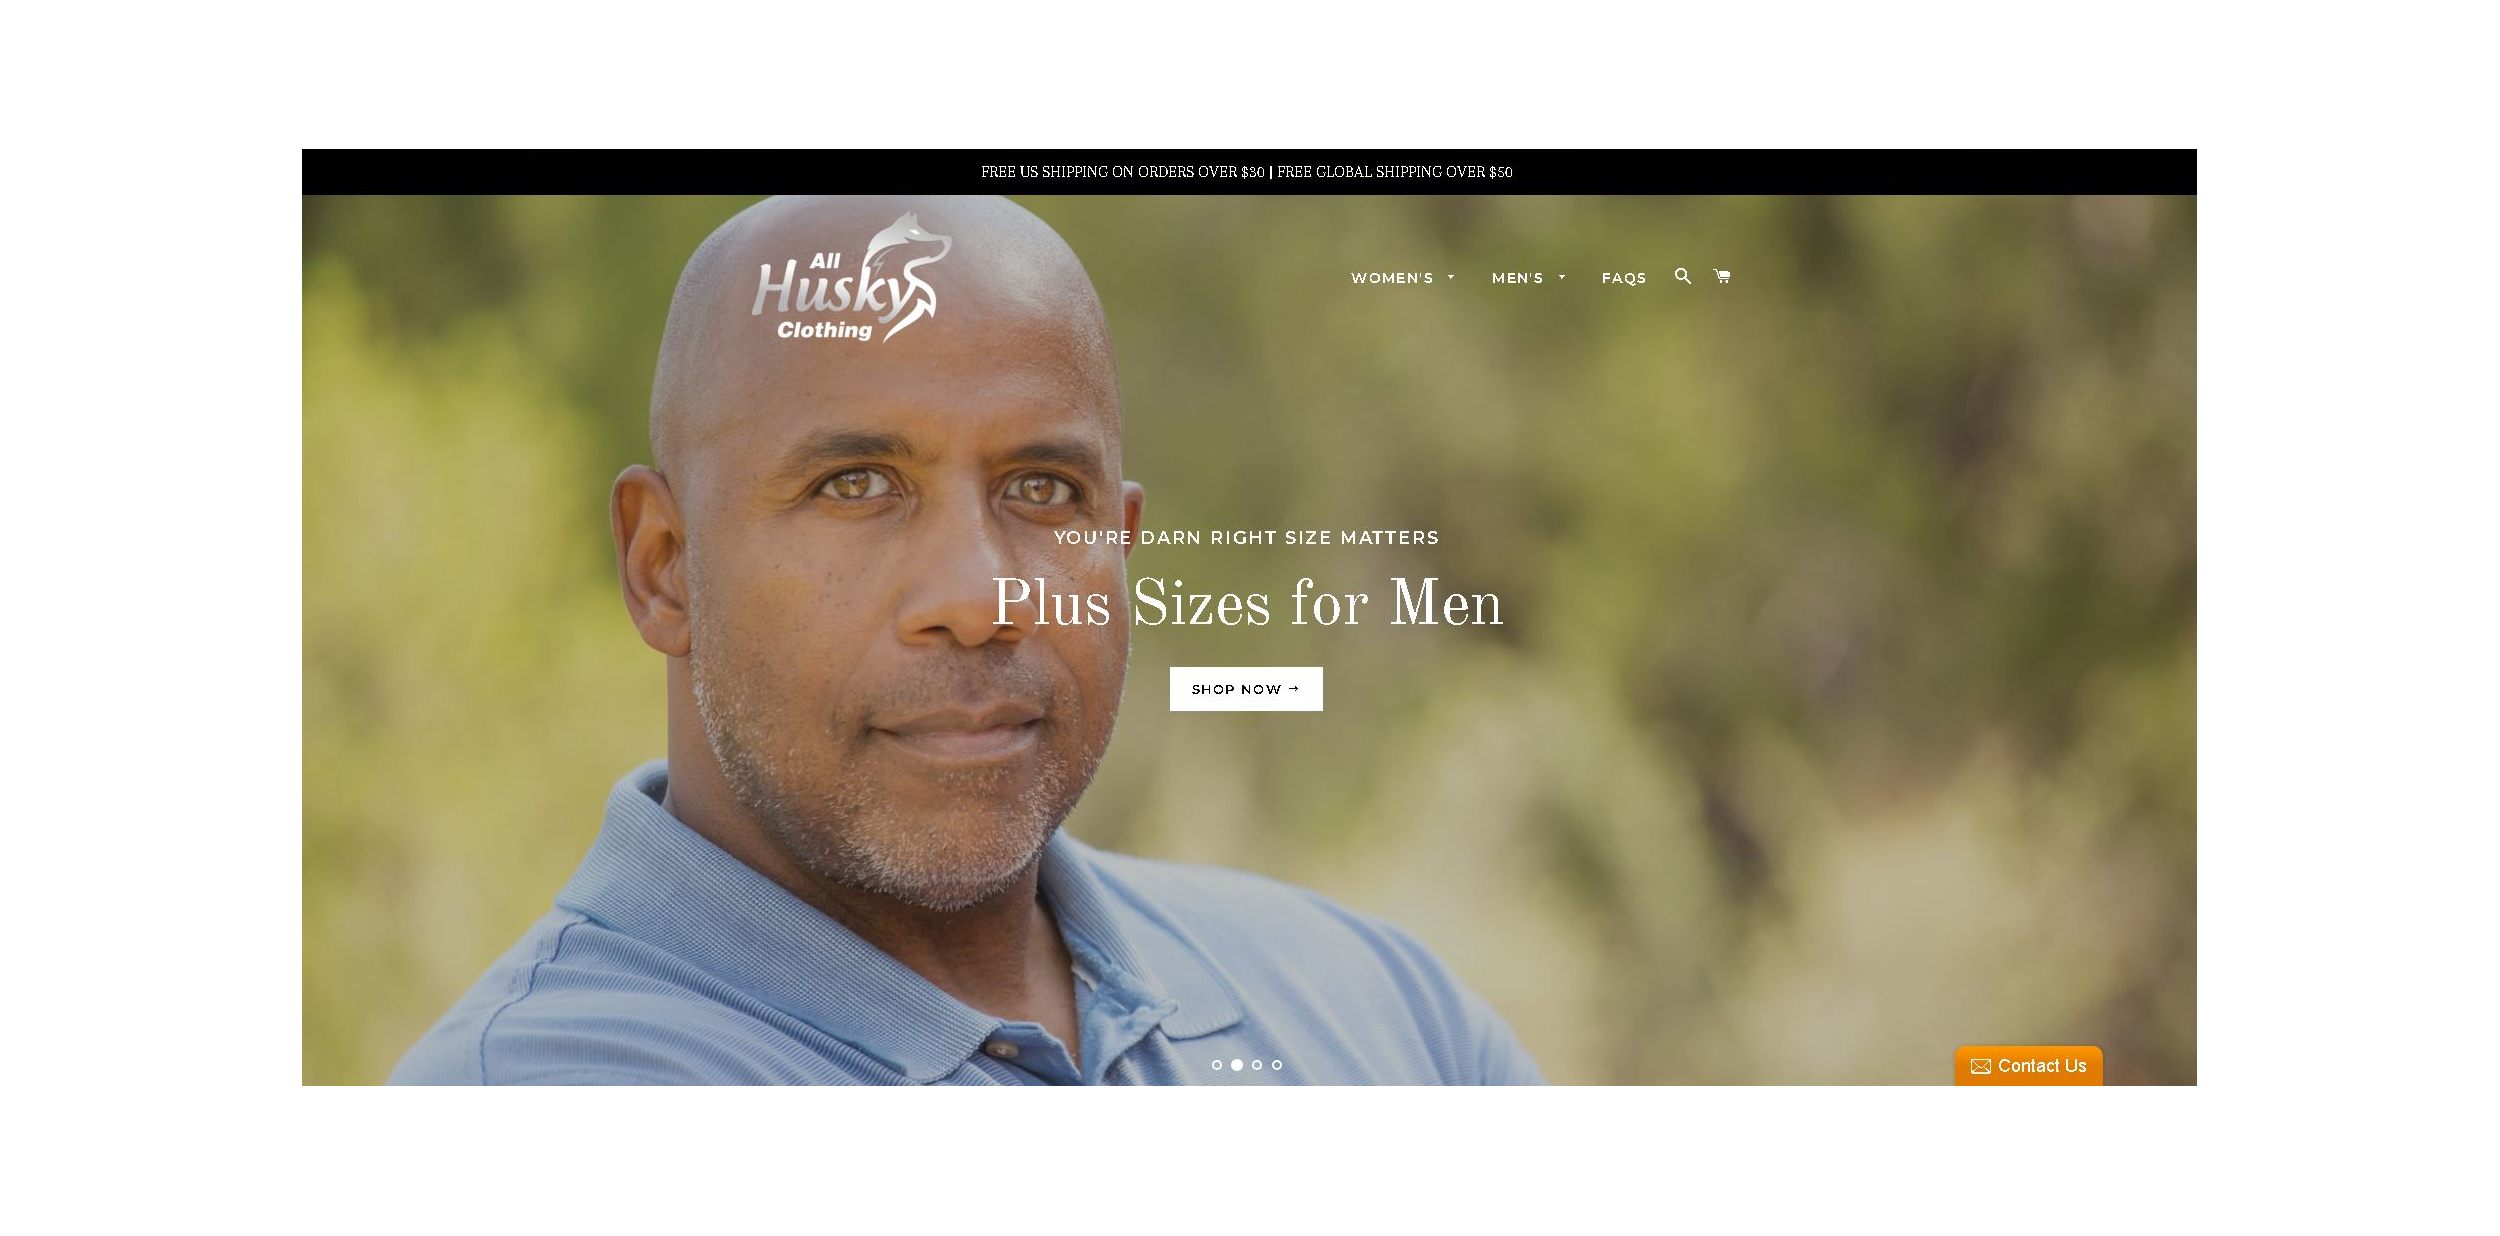 FREE US SHIPPING ON ORDERS OVER $30 | FREE GLOBAL SHIPPING OVER $50
All
Husky
Clothing
WOMEN'S MEN'S FAQS
YOU'RE DARN RIGHT SIZE MATTERS
Plus Sizes for Men
SHOP NOW →
Contact Us